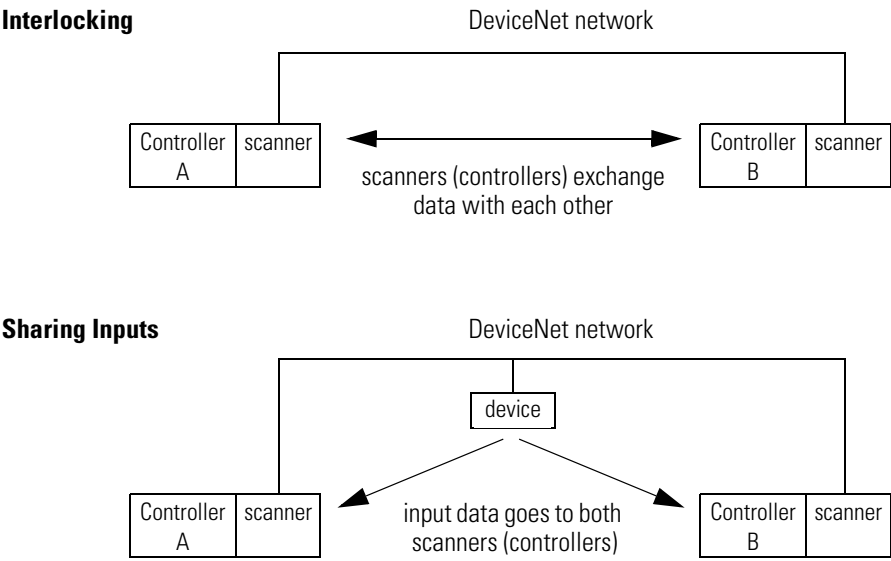 Interlocking
DeviceNet network
Controller A
scanner
Controller B
scanner
scanners (controllers) exchange
data with each other
Sharing Inputs
DeviceNet network
device
Controller A
scanner
input data goes to both
scanners (controllers)
Controller B
scanner